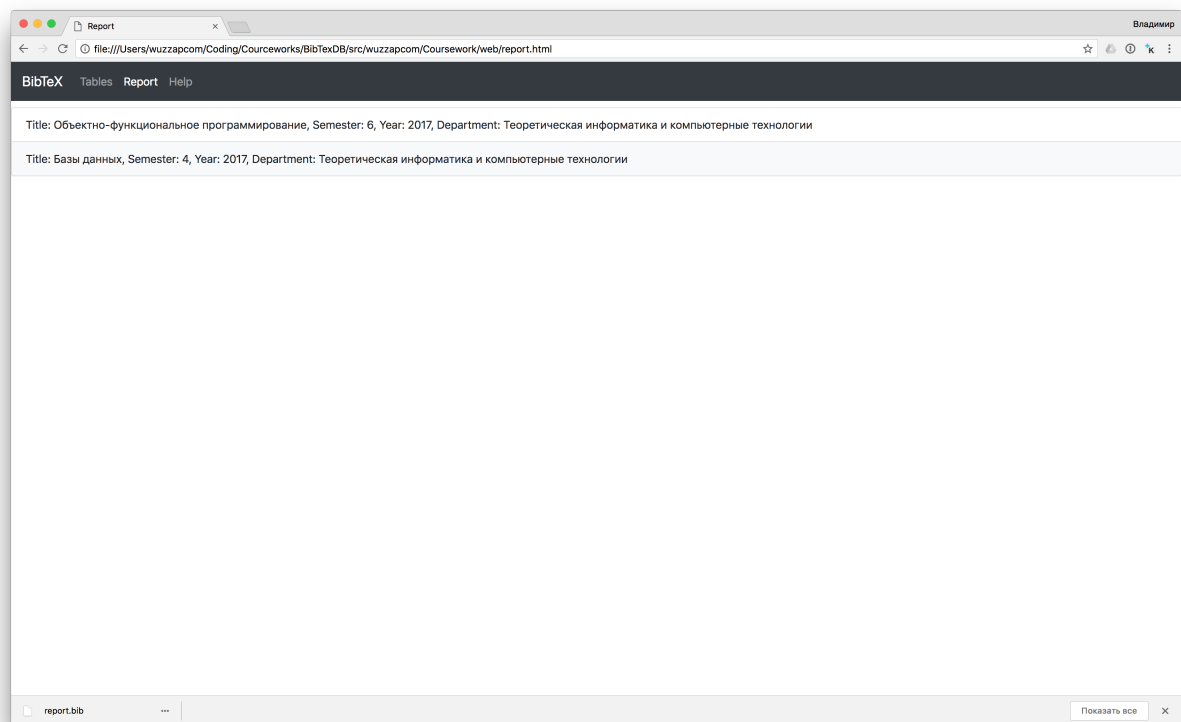 Report
Владимир
file:///Users/wuzzapcom/Coding/Courceworks/BibTexDB/src/wuzzapcom/Coursework/web/report.html
BibTeX Tables Report Help
Title: Объектно-функциональное программирование, Semester: 6, Year: 2017, Department: Теоретическая информатика и компьютерные технологии
Title: Базы данных, Semester: 4, Year: 2017, Department: Теоретическая информатика и компьютерные технологии
report.bib
Показать все